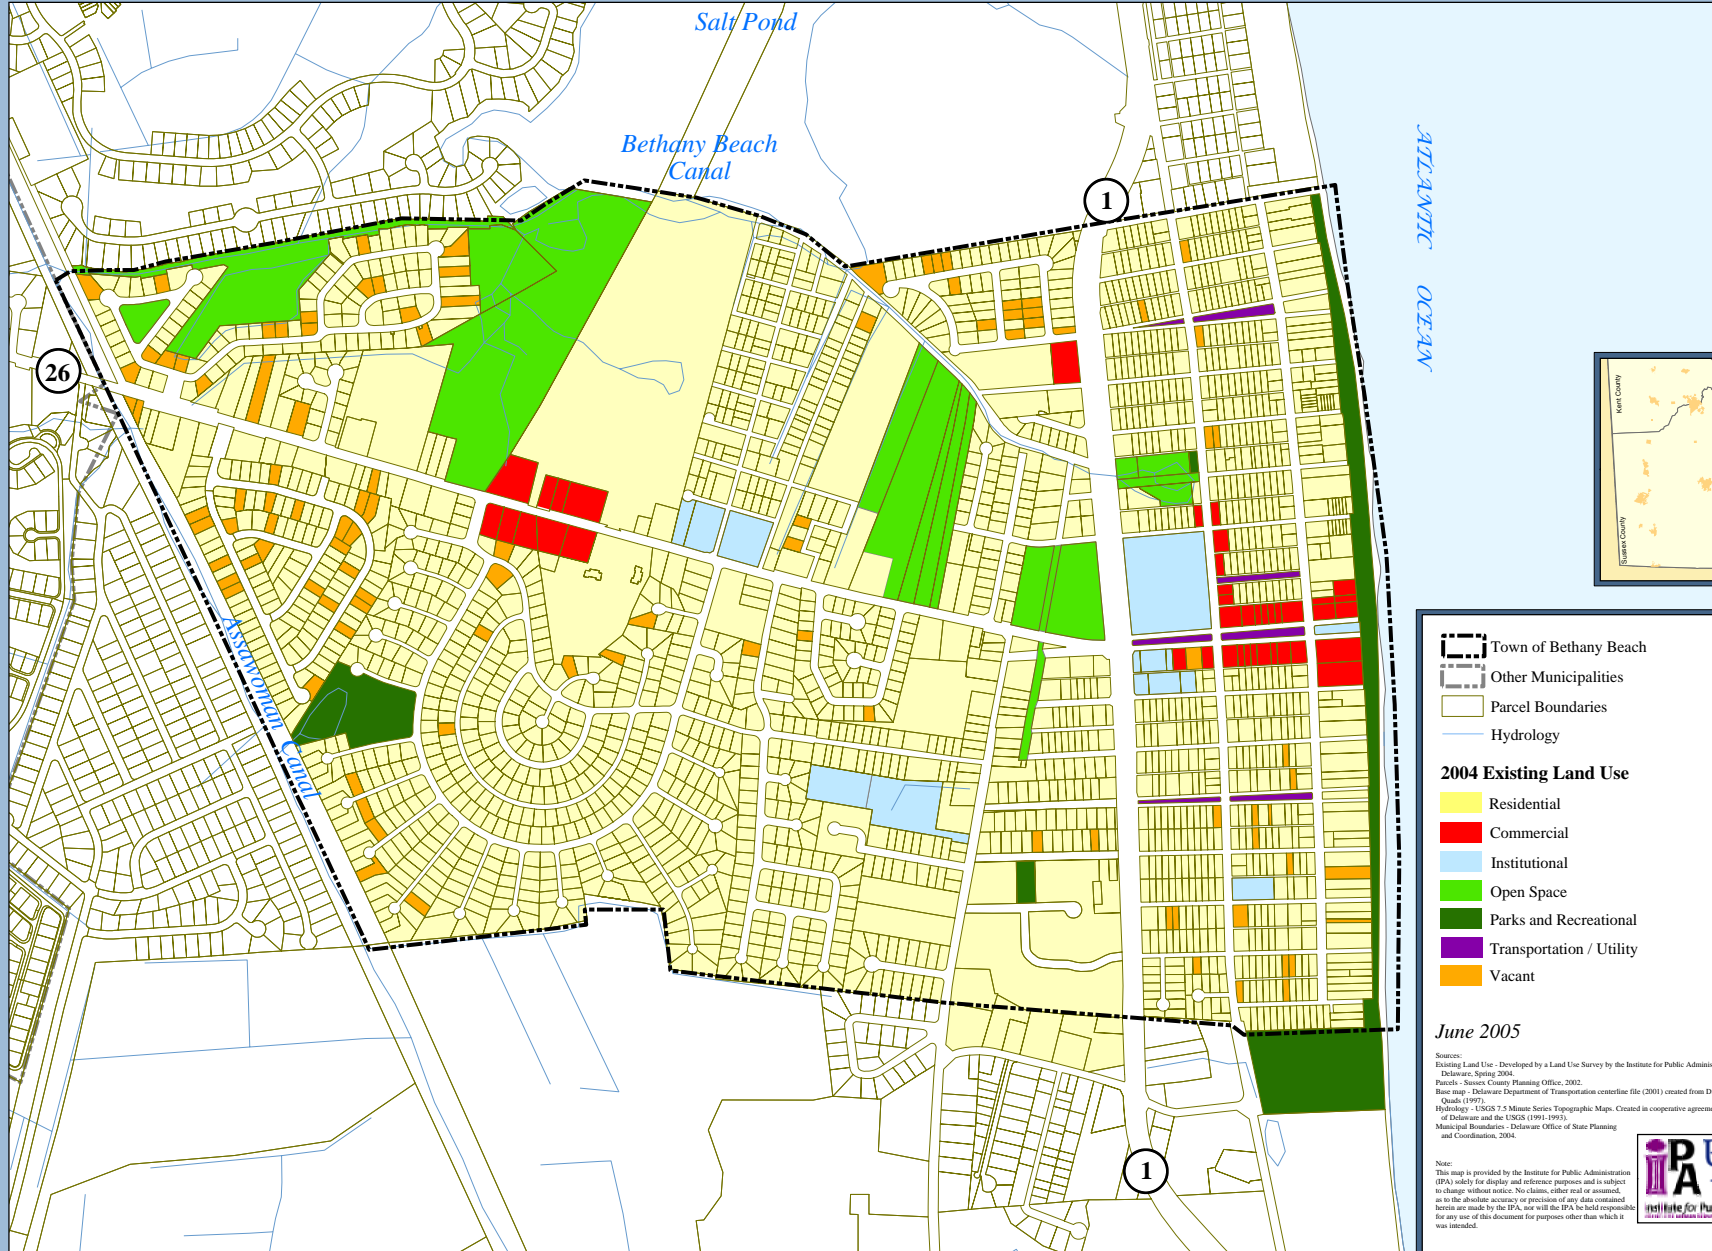 Salt Pond
Bethany Beach
Canal
1
ATLANTIC OCEAN
26
Assawoman Canal
1
Kent County
Sussex County
Town of Bethany Beach
Other Municipalities
Parcel Boundaries
Hydrology
2004 Existing Land Use
Residential
Commercial
Institutional
Open Space
Parks and Recreational
Transportation / Utility
Vacant
June 2005
Sources:
Existing Land Use - Developed by a Land Use Survey by the Institute for Public Adminis
Delaware, Spring 2004.
Parcels - Sussex County Planning Office, 2002.
Base map - Delaware Department of Transportation centerline file (2001) created from D
Quads (1997).
Hydrology - USGS 7.5 Minute Series Topographic Maps. Created in cooperative agreeme
of Delaware and the USGS (1991-1993).
Municipal Boundaries - Delaware Office of State Planning
and Coordination, 2004.
Note:
This map is provided by the Institute for Public Administration
(IPA) solely for display and reference purposes and is subject
to change without notice. No claims, either real or assumed,
as to the absolute accuracy or precision of any data contained
herein are made by the IPA, nor will the IPA be held responsible
for any use of this document for purposes other than which it
was intended.
iPA
Institute for Pu